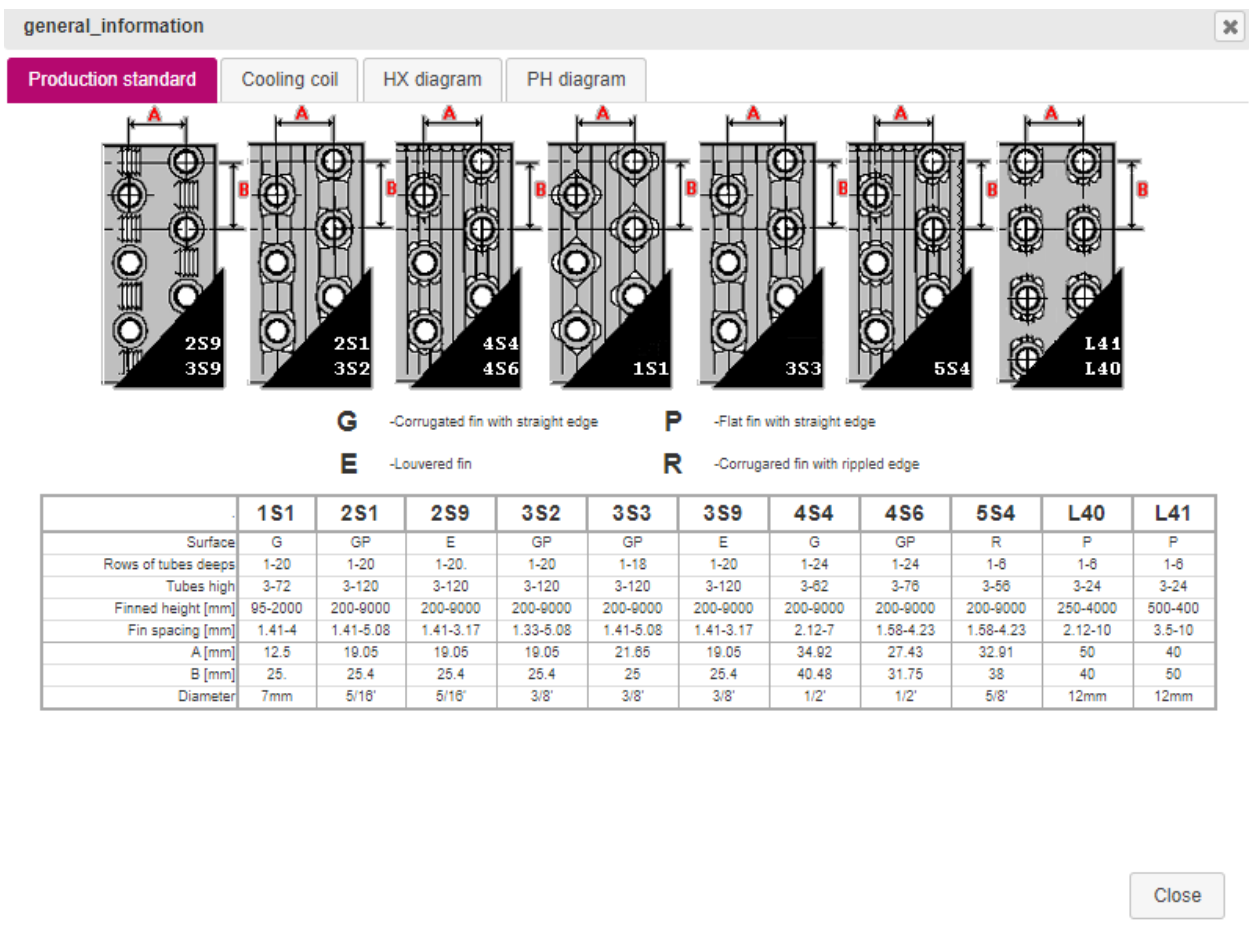 general_information
Production standard Cooling coil HX diagram PH diagram
A A A A A A A
B B B B B B B
2S9 2S1 4S4 1S1 3S3 5S4 L41
3S9 3S2 4S6 L40
G -Corrugated fin with straight edge P -Flat fin with straight edge
E -Louvered fin R -Corrugared fin with rippled edge
. 1S1 2S1 2S9 3S2 3S3 3S9 4S4 4S6 5S4 L40 L41
Surface G GP E GP GP E G GP R P P
Rows of tubes deeps 1-20 1-20 1-20. 1-20 1-18 1-20 1-24 1-24 1-6 1-6 1-6
Tubes high 3-72 3-120 3-120 3-120 3-120 3-120 3-62 3-76 3-56 3-24 3-24
Finned height [mm] 95-2000 200-9000 200-9000 200-9000 200-9000 200-9000 200-9000 200-9000 200-9000 250-4000 500-400
Fin spacing [mm] 1.41-4 1.41-5.08 1.41-3.17 1.33-5.08 1.41-5.08 1.41-3.17 2.12-7 1.58-4.23 1.58-4.23 2.12-10 3.5-10
A [mm] 12.5 19.05 19.05 19.05 21.65 19.05 34.92 27.43 32.91 50 40
B [mm] 25. 25.4 25.4 25.4 25 25.4 40.48 31.75 38 40 50
Diameter 7mm 5/16' 5/16' 3/8' 3/8' 3/8' 1/2' 1/2' 5/8' 12mm 12mm
Close